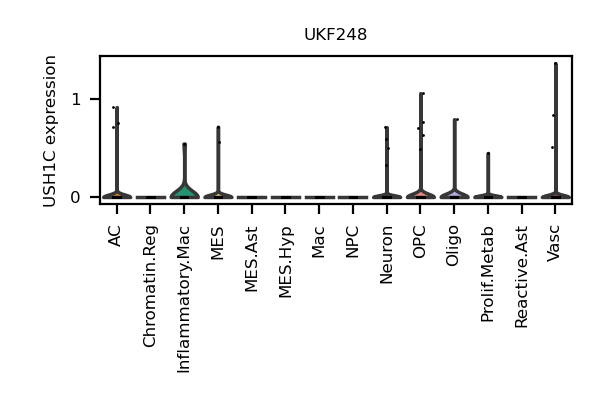 UKF248
USH1C expression
1
0
AC
Chromatin.Reg
Inflammatory.Mac
MES
MES.Ast
MES.Hyp
Mac
NPC
Neuron
OPC
Oligo
Prolif.Metab
Reactive.Ast
Vasc